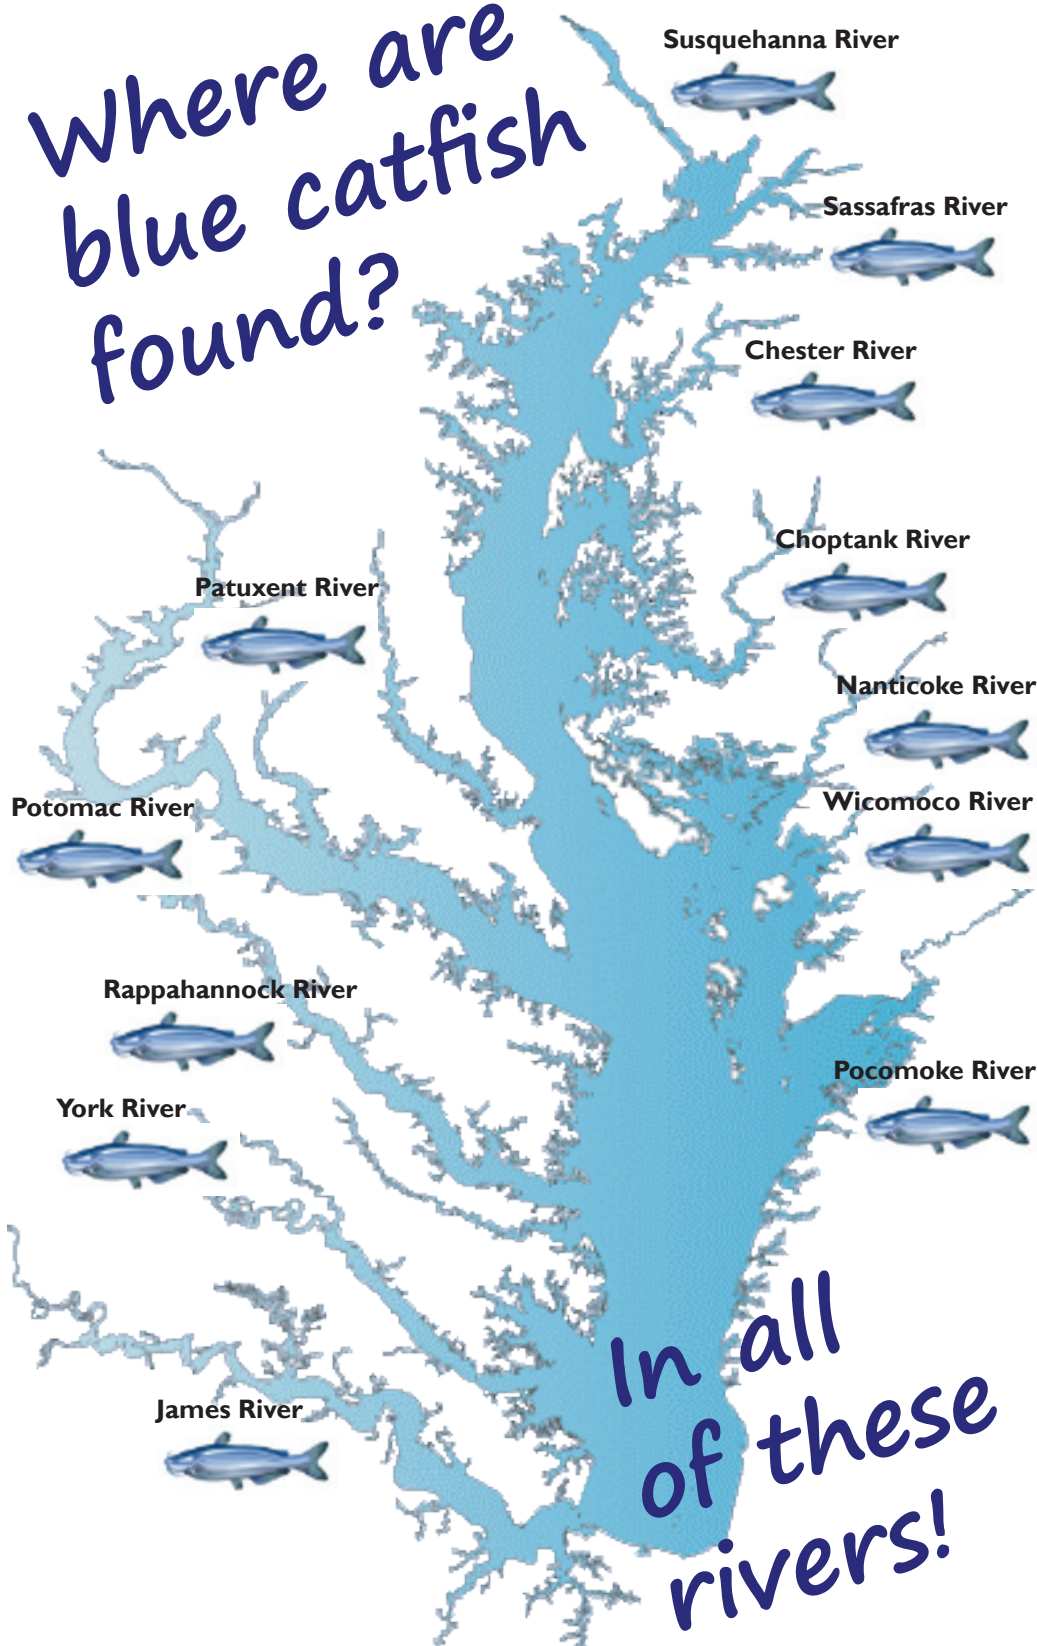 Where are
blue catfish
found?
Susquehanna River
Sassafras River
Chester River
Choptank River
Patuxent River
Nanticoke River
Wicomoco River
Potomac River
Rappahannock River
Pocomoke River
York River
James River
In all
of these
rivers!